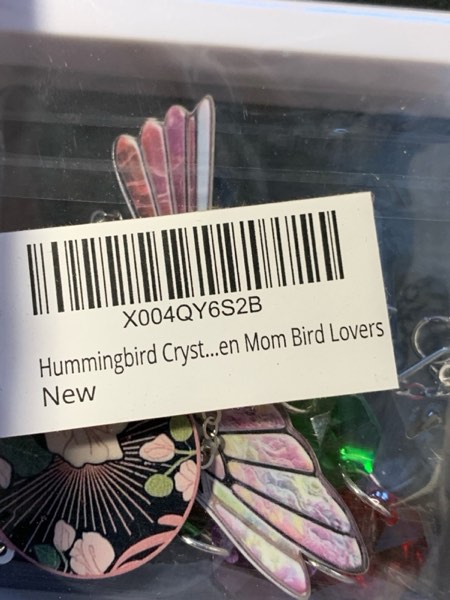 X004QY6S2B
Hummingbird Cryst...en Mom Bird Lovers
New